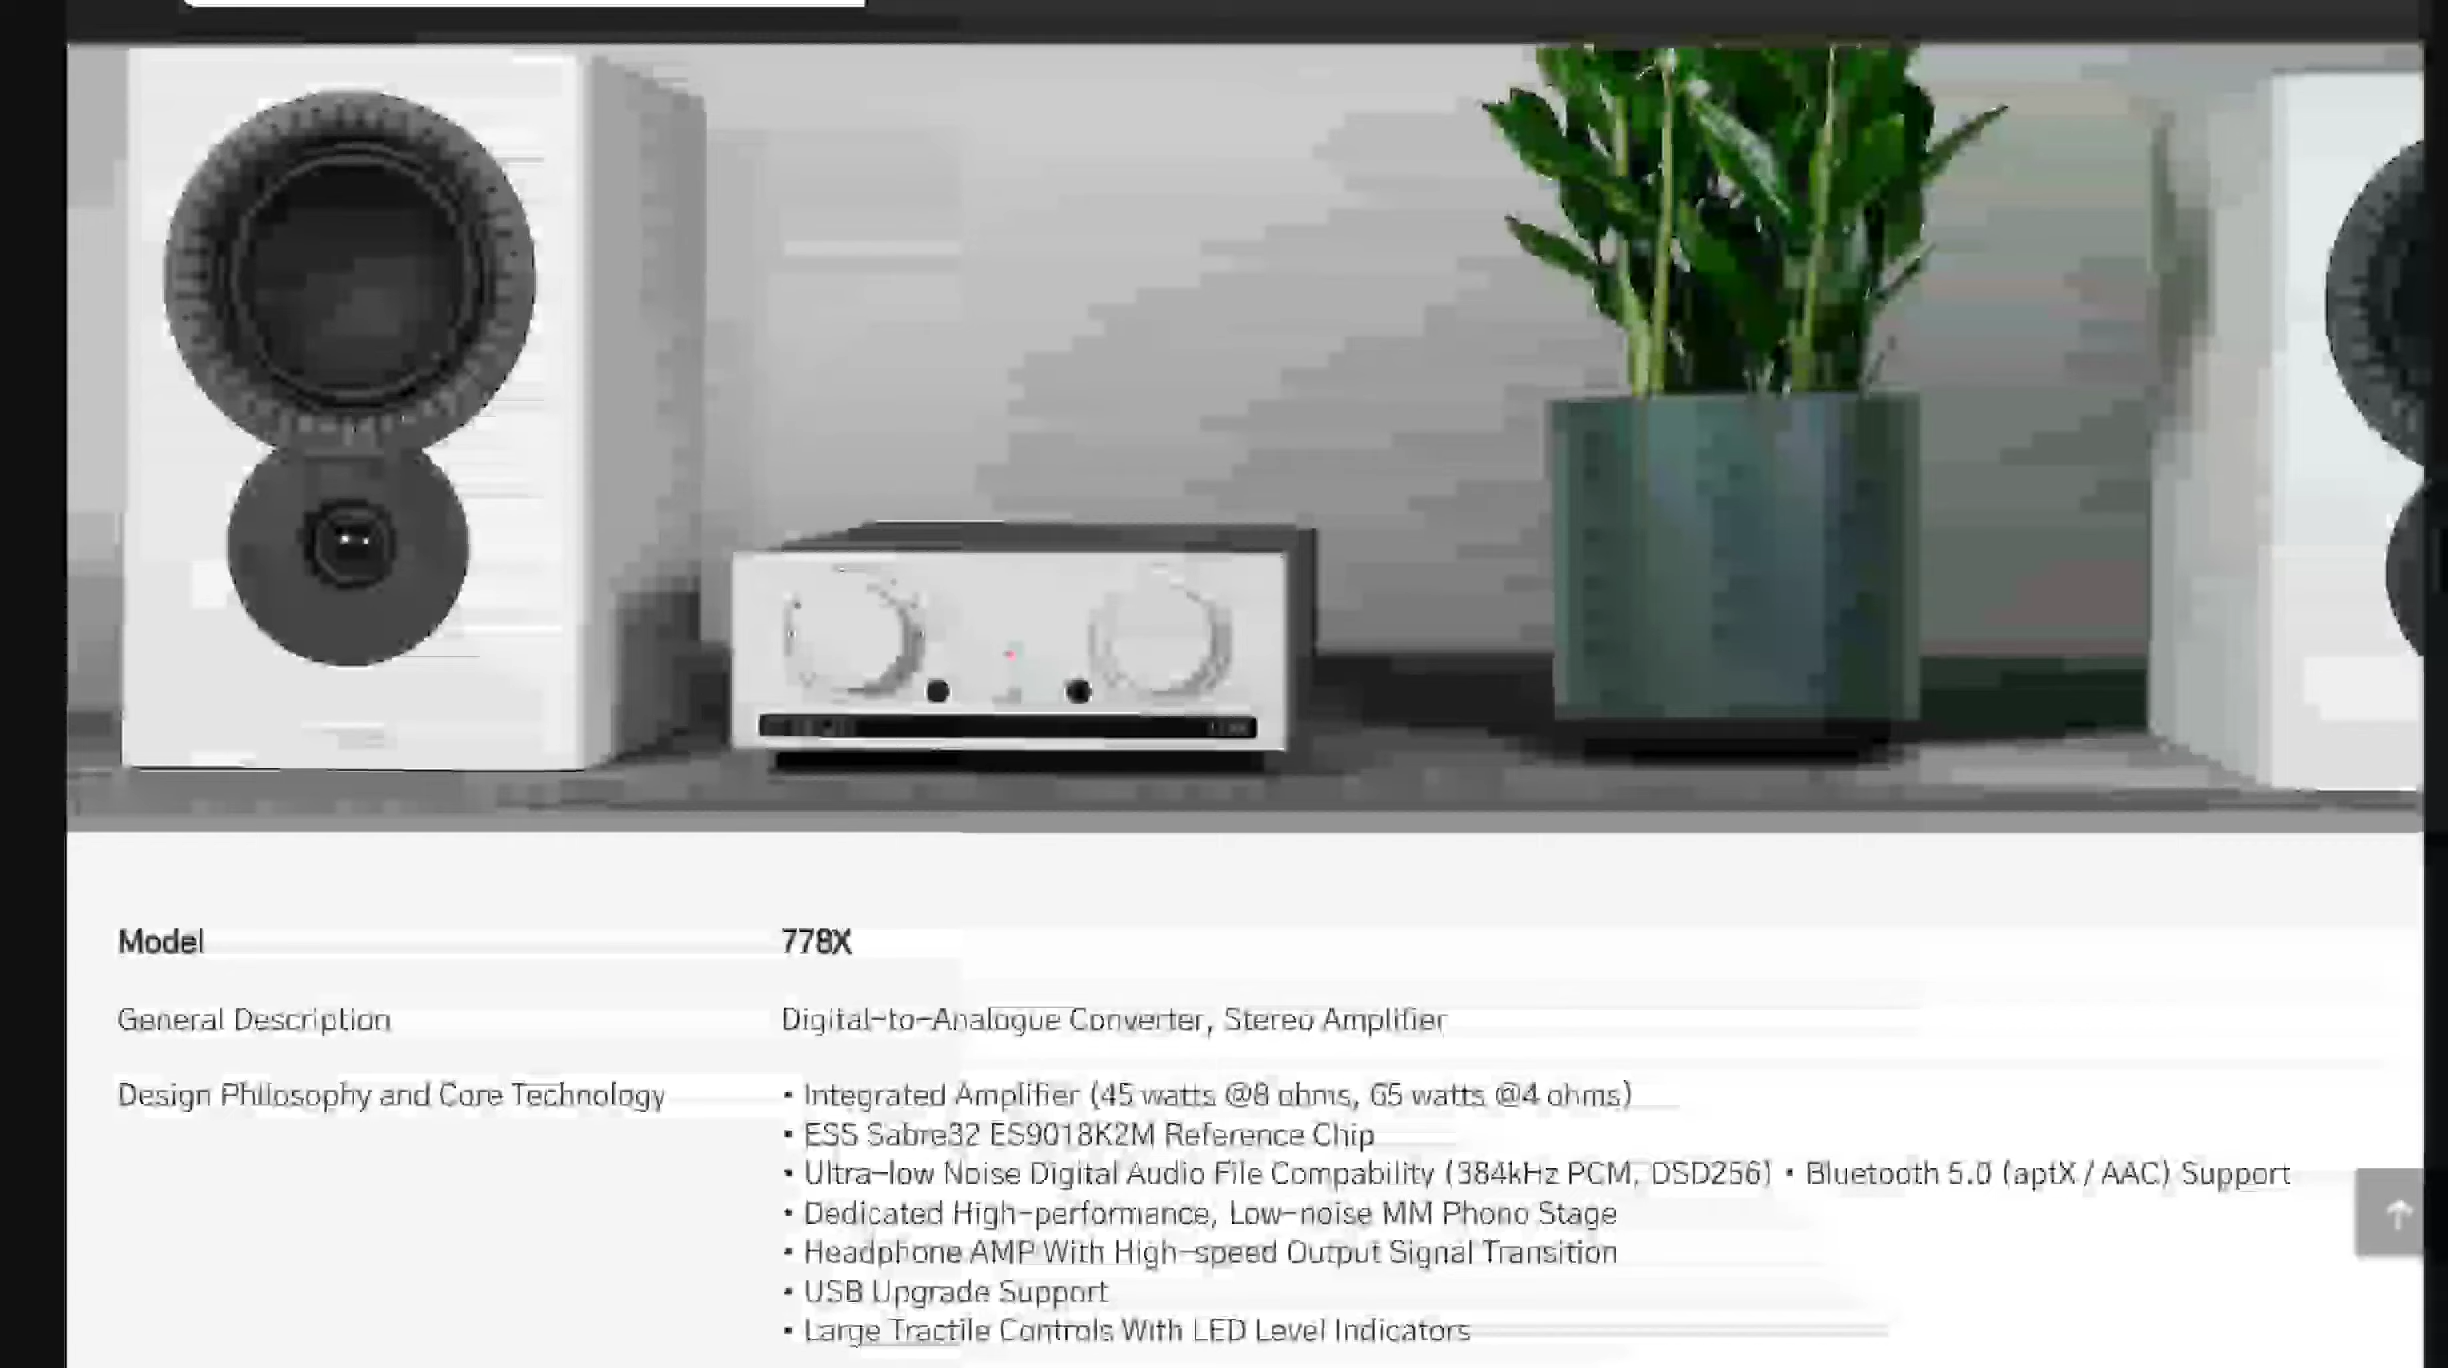 Model 778X
General Description Digital-to-Analogue Converter, Stereo Amplifier
Design Philosophy and Core Technology • Integrated Amplifier (45 watts @8 ohms, 65 watts @4 ohms)
• ESS Sabre32 ES9018K2M Reference Chip
• Ultra-low Noise Digital Audio File Compability (384kHz PCM, DSD256) • Bluetooth 5.0 (aptX / AAC) Support
• Dedicated High-performance, Low-noise MM Phono Stage
• Headphone AMP With High-speed Output Signal Transition
• USB Upgrade Support
• Large Tractile Controls With LED Level Indicators